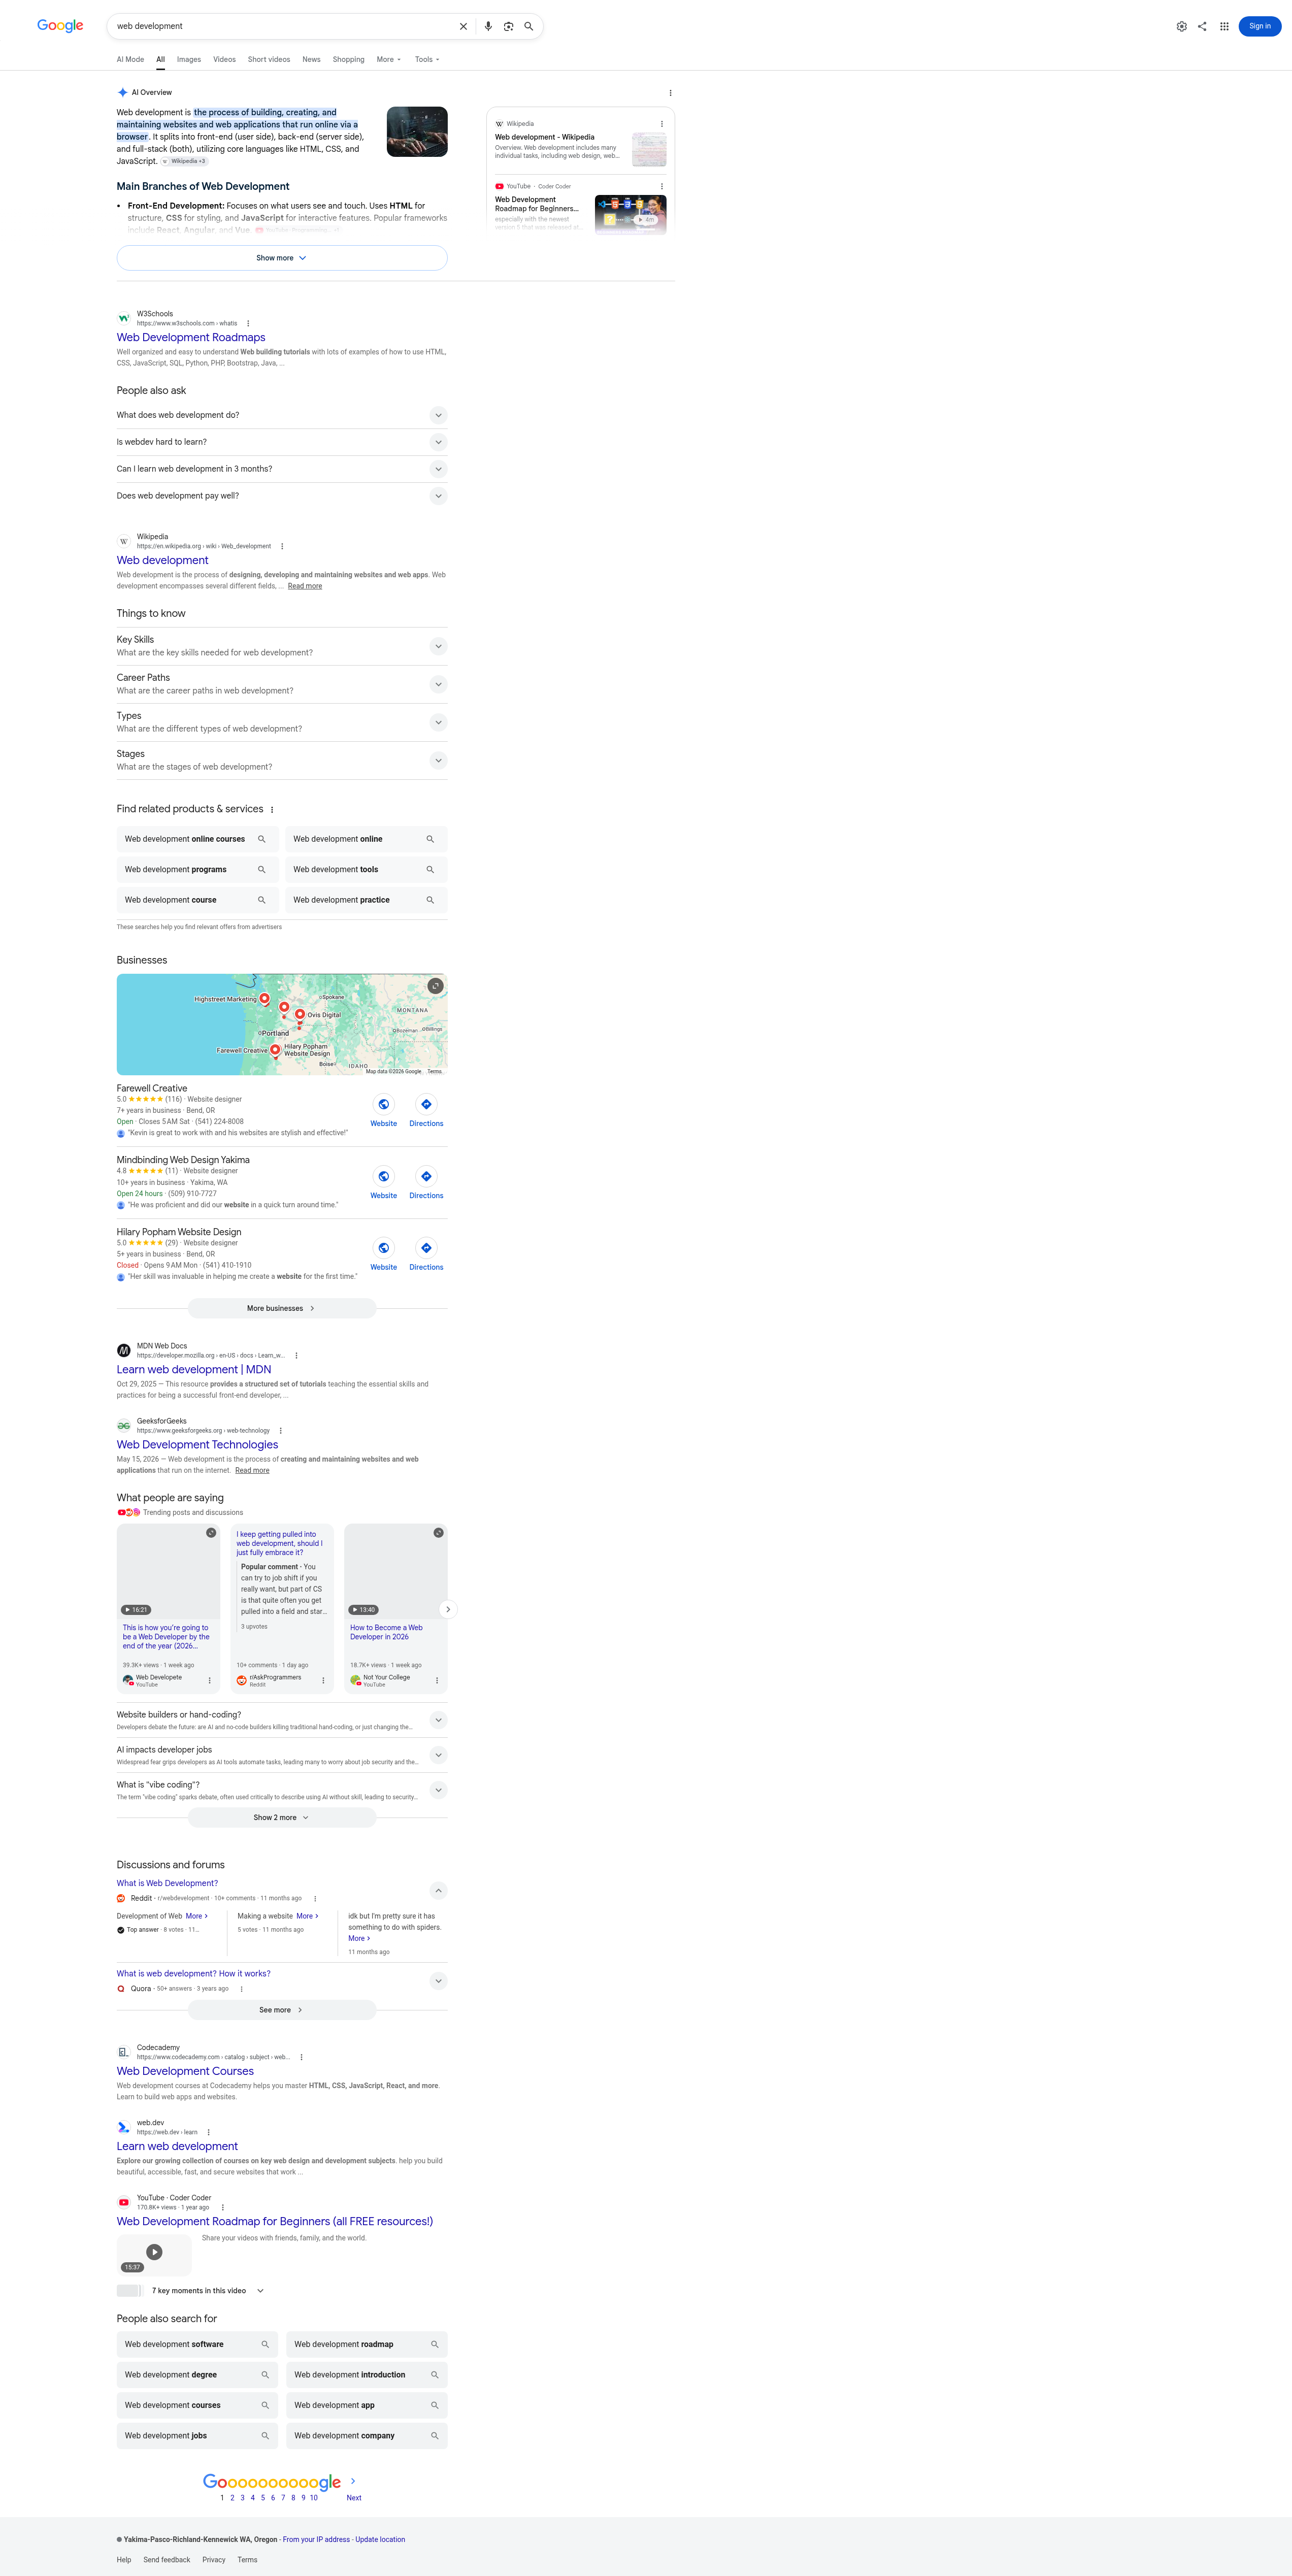 Google
web development
Sign in
AI Mode
All
Images
Videos
Short videos
News
Shopping
More
Tools
AI Overview
Web development is the process of building, creating, and
maintaining websites and web applications that run online via a
browser. It splits into front-end (user side), back-end (server side),
and full-stack (both), utilizing core languages like HTML, CSS, and
JavaScript. Wikipedia +3
Main Branches of Web Development
• Front-End Development: Focuses on what users see and touch. Uses HTML for
structure, CSS for styling, and JavaScript for interactive features. Popular frameworks
include React, Angular, and Vue.
Show more
Wikipedia
Web development - Wikipedia
Overview. Web development includes many
individual tasks, including web design, web...
YouTube · Coder Coder
Web Development
Roadmap for Beginners...
especially with the newest
version 5 that was released at...
4m
W3Schools
https://www.w3schools.com › whatis
Web Development Roadmaps
Well organized and easy to understand Web building tutorials with lots of examples of how to use HTML,
CSS, JavaScript, SQL, Python, PHP, Bootstrap, Java, ...
People also ask
What does web development do?
Is webdev hard to learn?
Can I learn web development in 3 months?
Does web development pay well?
Wikipedia
https://en.wikipedia.org › wiki › Web_development
Web development
Web development is the process of designing, developing and maintaining websites and web apps. Web
development encompasses several different fields, ... Read more
Things to know
Key Skills
What are the key skills needed for web development?
Career Paths
What are the career paths in web development?
Types
What are the different types of web development?
Stages
What are the stages of web development?
Find related products & services
Web development online courses
Web development online
Web development programs
Web development tools
Web development course
Web development practice
These searches help you find relevant offers from advertisers
Businesses
Highstreet Marketing
Spokane
Ovis Digital
MONTANA
Portland
Bozeman
Billings
Farewell Creative
Hilary Popham
Website Design
Boise
IDAHO
Map data ©2026 Google
Terms
Farewell Creative
5.0 ★★★★★ (116) · Website designer
7+ years in business · Bend, OR
Open · Closes 5 AM Sat · (541) 224-8008
"Kevin is great to work with and his websites are stylish and effective!"
Website
Directions
Mindbinding Web Design Yakima
4.8 ★★★★★ (11) · Website designer
10+ years in business · Yakima, WA
Open 24 hours · (509) 910-7727
"He was proficient and did our website in a quick turn around time."
Website
Directions
Hilary Popham Website Design
5.0 ★★★★★ (29) · Website designer
5+ years in business · Bend, OR
Closed · Opens 9 AM Mon · (541) 410-1910
"Her skill was invaluable in helping me create a website for the first time."
Website
Directions
More businesses
MDN Web Docs
https://developer.mozilla.org › en-US › docs › Learn_w...
Learn web development | MDN
Oct 29, 2025 — This resource provides a structured set of tutorials teaching the essential skills and
practices for being a successful front-end developer, ...
GeeksforGeeks
https://www.geeksforgeeks.org › web-technology
Web Development Technologies
May 15, 2026 — Web development is the process of creating and maintaining websites and web
applications that run on the internet. Read more
What people are saying
Trending posts and discussions
16:21
This is how you're going to
be a Web Developer by the
end of the year (2026...
39.3K+ views · 1 week ago
Web Developete
YouTube
I keep getting pulled into
web development, should I
just fully embrace it?
Popular comment - You
can try to job shift if you
really want, but part of CS
is that quite often you get
pulled into a field and star...
3 upvotes
10+ comments · 1 day ago
r/AskProgrammers
Reddit
13:40
How to Become a Web
Developer in 2026
18.7K+ views · 1 week ago
Not Your College
YouTube
Website builders or hand-coding?
Developers debate the future: are AI and no-code builders killing traditional hand-coding, or just changing the...
AI impacts developer jobs
Widespread fear grips developers as AI tools automate tasks, leading many to worry about job security and the...
What is "vibe coding"?
The term "vibe coding" sparks debate, often used critically to describe using AI without skill, leading to security...
Show 2 more
Discussions and forums
What is Web Development?
Reddit · r/webdevelopment · 10+ comments · 11 months ago
Development of Web More
Top answer · 8 votes · 11...
Making a website More
5 votes · 11 months ago
idk but I'm pretty sure it has
something to do with spiders.
More
11 months ago
What is web development? How it works?
Quora · 50+ answers · 3 years ago
See more
Codecademy
https://www.codecademy.com › catalog › subject › web...
Web Development Courses
Web development courses at Codecademy helps you master HTML, CSS, JavaScript, React, and more.
Learn to build web apps and websites.
web.dev
https://web.dev › learn
Learn web development
Explore our growing collection of courses on key web design and development subjects. help you build
beautiful, accessible, fast, and secure websites that work ...
YouTube · Coder Coder
170.8K+ views · 1 year ago
Web Development Roadmap for Beginners (all FREE resources!)
Share your videos with friends, family, and the world.
15:37
7 key moments in this video
People also search for
Web development software
Web development roadmap
Web development degree
Web development introduction
Web development courses
Web development app
Web development jobs
Web development company
Goooooooooogle
1 2 3 4 5 6 7 8 9 10 Next
Yakima-Pasco-Richland-Kennewick WA, Oregon - From your IP address - Update location
Help
Send feedback
Privacy
Terms